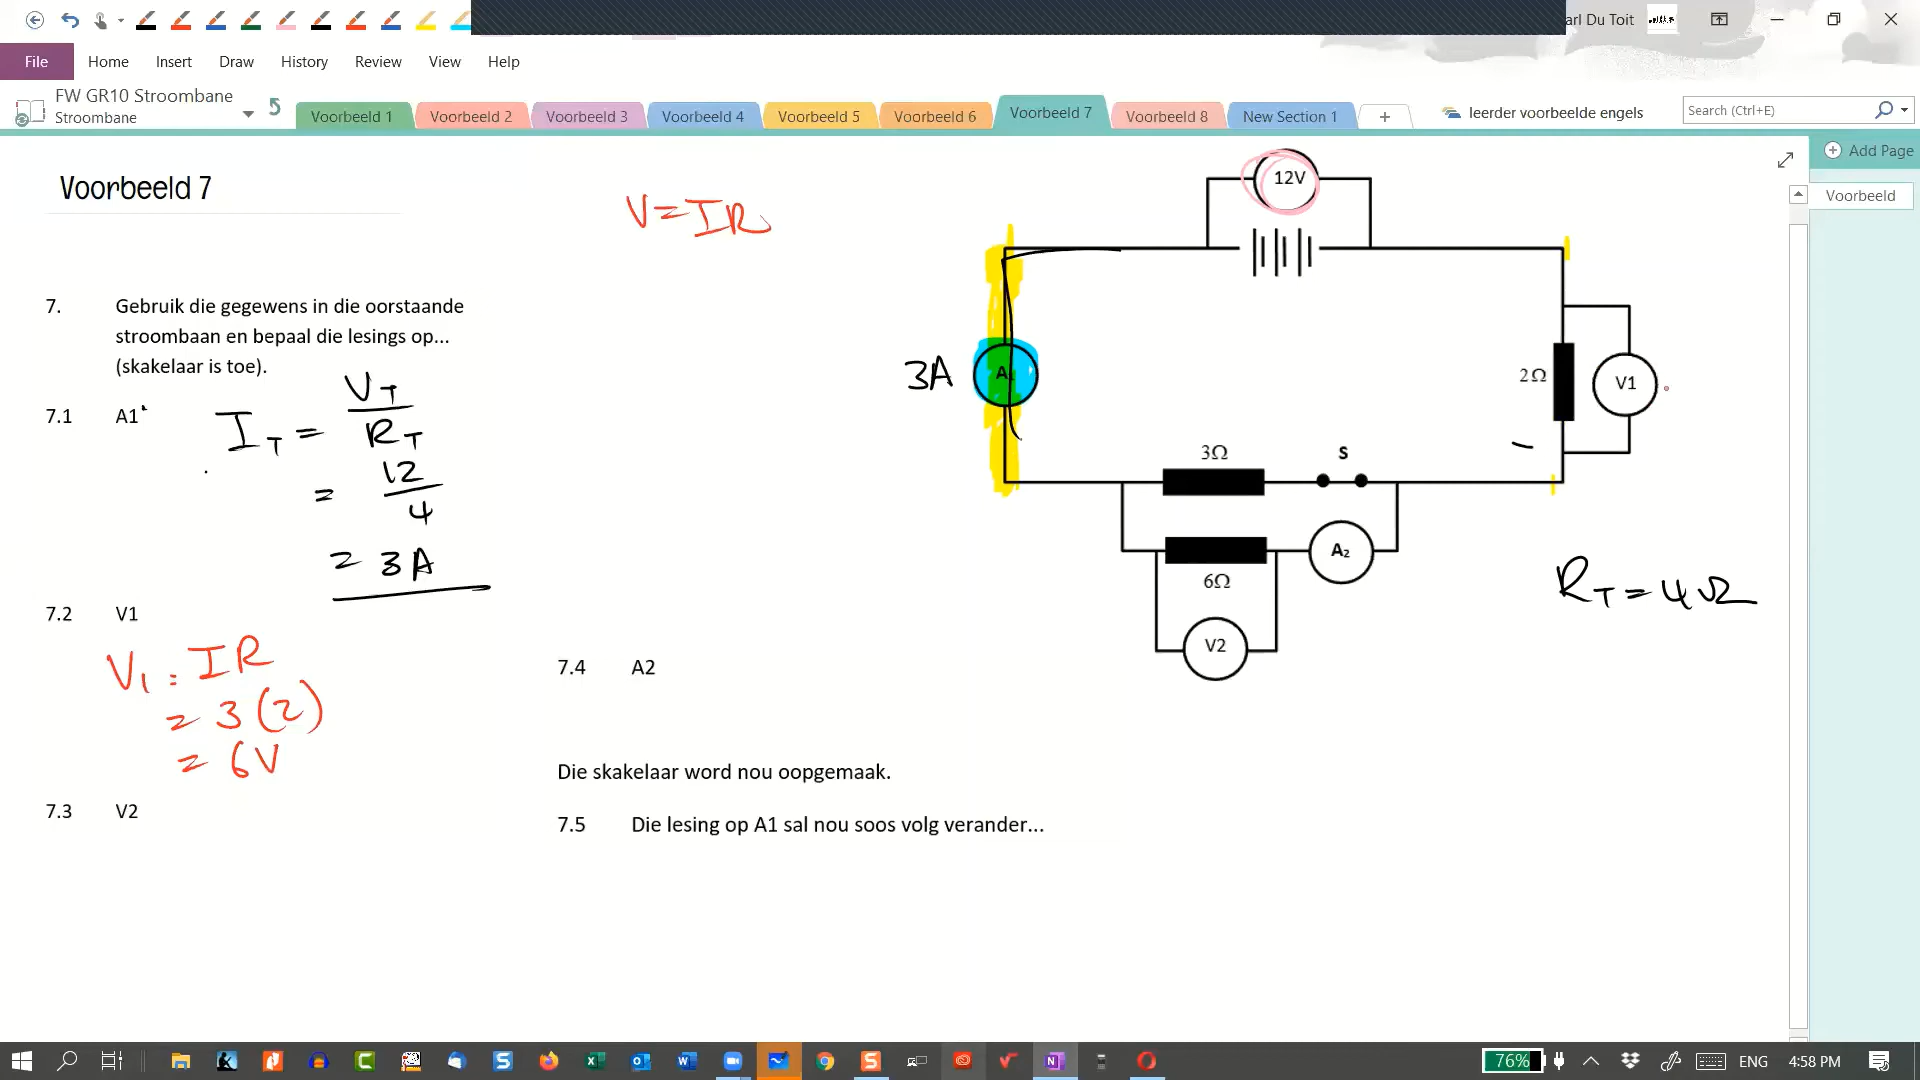 arl Du Toit
File Home Insert Draw History Review View Help
FW GR10 Stroombane
Stroombane
Voorbeeld 1 Voorbeeld 2 Voorbeeld 3 Voorbeeld 4 Voorbeeld 5 Voorbeeld 6 Voorbeeld 7 Voorbeeld 8 New Section 1 + leerder voorbeelde engels Search (Ctrl+E)
Add Page
Voorbeeld
Voorbeeld 7
V=IR
12V
7. Gebruik die gegewens in die oorstaande
stroombaan en bepaal die lesings op...
(skakelaar is toe).
7.1 A1
I_T = V_T / R_T
= 12 / 4
= 3A
3A
A1
2Ω
V1
3Ω
S
6Ω
A₂
V2
R_T = 4Ω
7.2 V1
V₁ = IR
= 3(2)
= 6V
7.3 V2
7.4 A2
Die skakelaar word nou oopgemaak.
7.5 Die lesing op A1 sal nou soos volg verander...
76%
ENG
4:58 PM